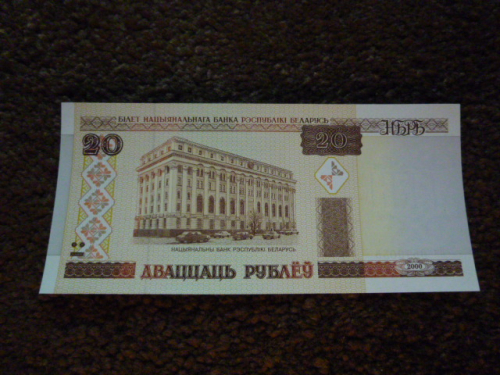 БІЛЕТ НАЦЫЯНАЛЬНАГА БАНКА РЭСПУБЛІКІ БЕЛАРУСЬ
20
20
НБРБ
НАЦЫЯНАЛЬНЫ БАНК РЭСПУБЛІКІ БЕЛАРУСЬ
ДВАЦЦАЦЬ РУБЛЁЎ
2000